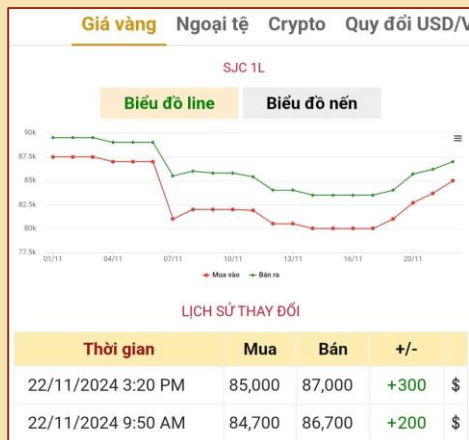 Giá vàng Ngoại tệ Crypto Quy đổi USD/V
SJC 1L
Biểu đồ line Biểu đồ nến
90k
87.5k
85k
82.5k
80k
77.5k
01/11 04/11 07/11 10/11 13/11 16/11 20/11
Mua vào Bán ra
LỊCH SỬ THAY ĐỔI
Thời gian Mua Bán +/-
22/11/2024 3:20 PM 85,000 87,000 +300 $
22/11/2024 9:50 AM 84,700 86,700 +200 $